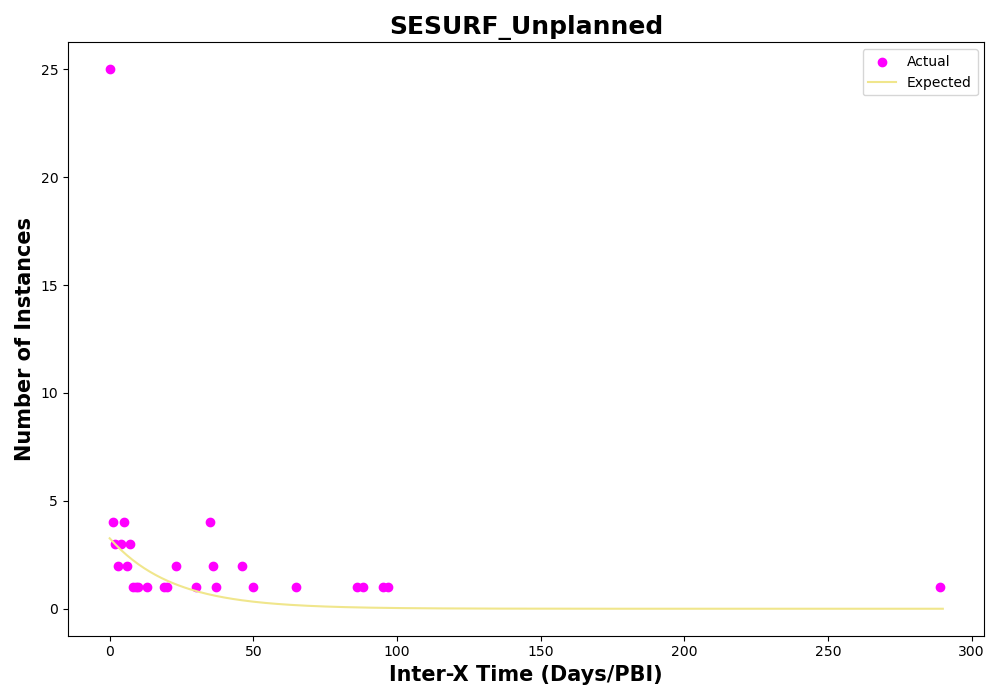 SESURF_Unplanned
Actual
Expected
25
20
15
10
5
0
Number of Instances
0 50 100 150 200 250 300
Inter-X Time (Days/PBI)